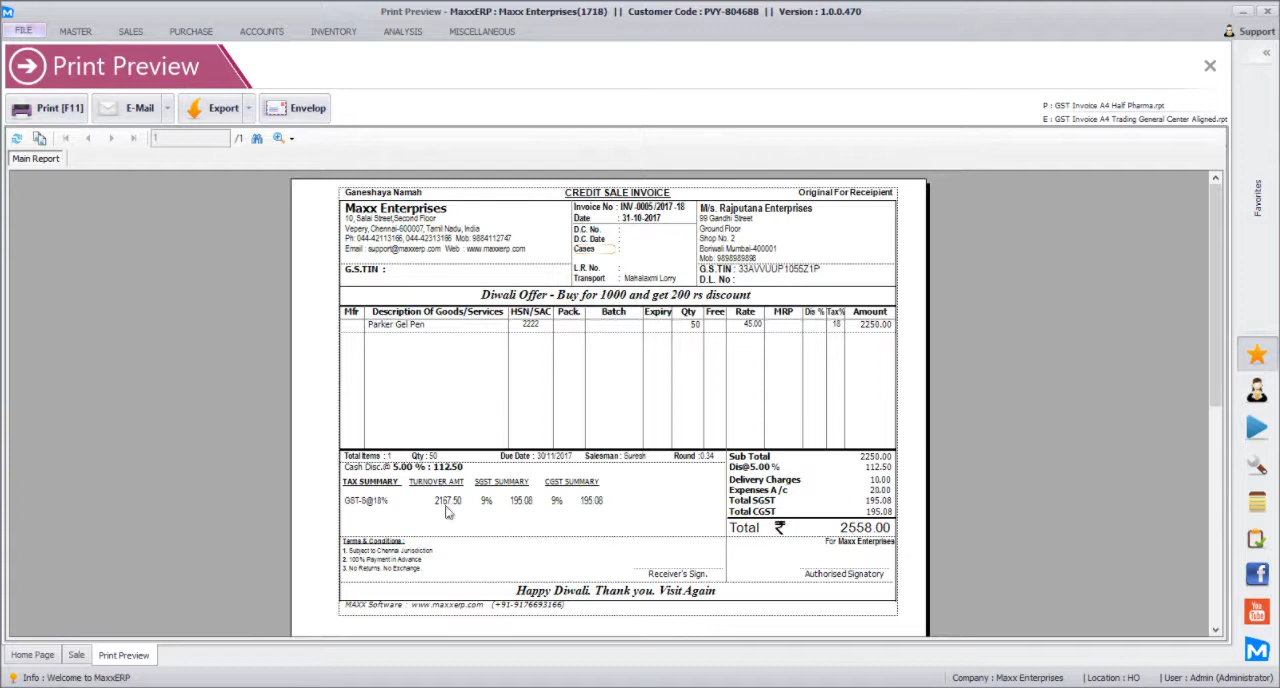 Print Preview - MaxxERP : Maxx Enterprises(1718) || Customer Code : PVY-804688 || Version : 1.0.0.470
FILE MASTER SALES PURCHASE ACCOUNTS INVENTORY ANALYSIS MISCELLANEOUS Support
Print Preview
Print [F11] E-Mail Export Envelop
P : GST Invoice A4 Half Pharma.rpt
E : GST Invoice A4 Trading General Center Aligned.rpt
1 /1
Main Report
Favorites
Ganeshaya Namah CREDIT SALE INVOICE Original For Receipient
Maxx Enterprises
10, Salai Street,Second Floor
Vepery, Chennai-600007, Tamil Nadu, India
Ph: 044-42113166, 044-42313166 Mob: 9884112747
Email : support@maxxerp.com Web : www.maxxerp.com
G.S.TIN :
Invoice No : INV-0005/2017-18
Date : 31-10-2017
D.C. No. :
D.C. Date :
Cases :
L.R. No. :
Transport : Mahalaxmi Lorry
M/s. Rajputana Enterprises
99 Gandhi Street
Ground Floor
Shop No. 2
Boriwali Mumbai-400001
Mob: 9898989898
G.S.TIN : 33AVVUUP1055Z1P
D.L. No :
Diwali Offer - Buy for 1000 and get 200 rs discount
Mfr Description Of Goods/Services HSN/SAC Pack. Batch Expiry Qty Free Rate MRP Dis % Tax% Amount
Parker Gel Pen 2222 50 45.00 18 2250.00
Total Items : 1 Qty : 50 Due Date : 30/11/2017 Salesman : Suresh Round :0.34
Cash Disc.@ 5.00 % : 112.50
TAX SUMMARY TURNOVER AMT SGST SUMMARY CGST SUMMARY
GST-S@18% 2167.50 9% 195.08 9% 195.08
Sub Total 2250.00
Dis@5.00 % 112.50
Delivery Charges 10.00
Expenses A/c 20.00
Total SGST 195.08
Total CGST 195.08
Total ₹ 2558.00
Terms & Conditions :
1. Subject to Chennai Jurisdiction
2. 100% Payment in Advance
3. No Returns. No Exchange.
Receiver's Sign.
For Maxx Enterprises
Authorised Signatory
Happy Diwali. Thank you. Visit Again
MAXX Software : www.maxxerp.com (+91-9176693166)
You Tube
Home Page Sale Print Preview
Info : Welcome to MaxxERP Company : Maxx Enterprises | Location : HO | User : Admin (Administrator)